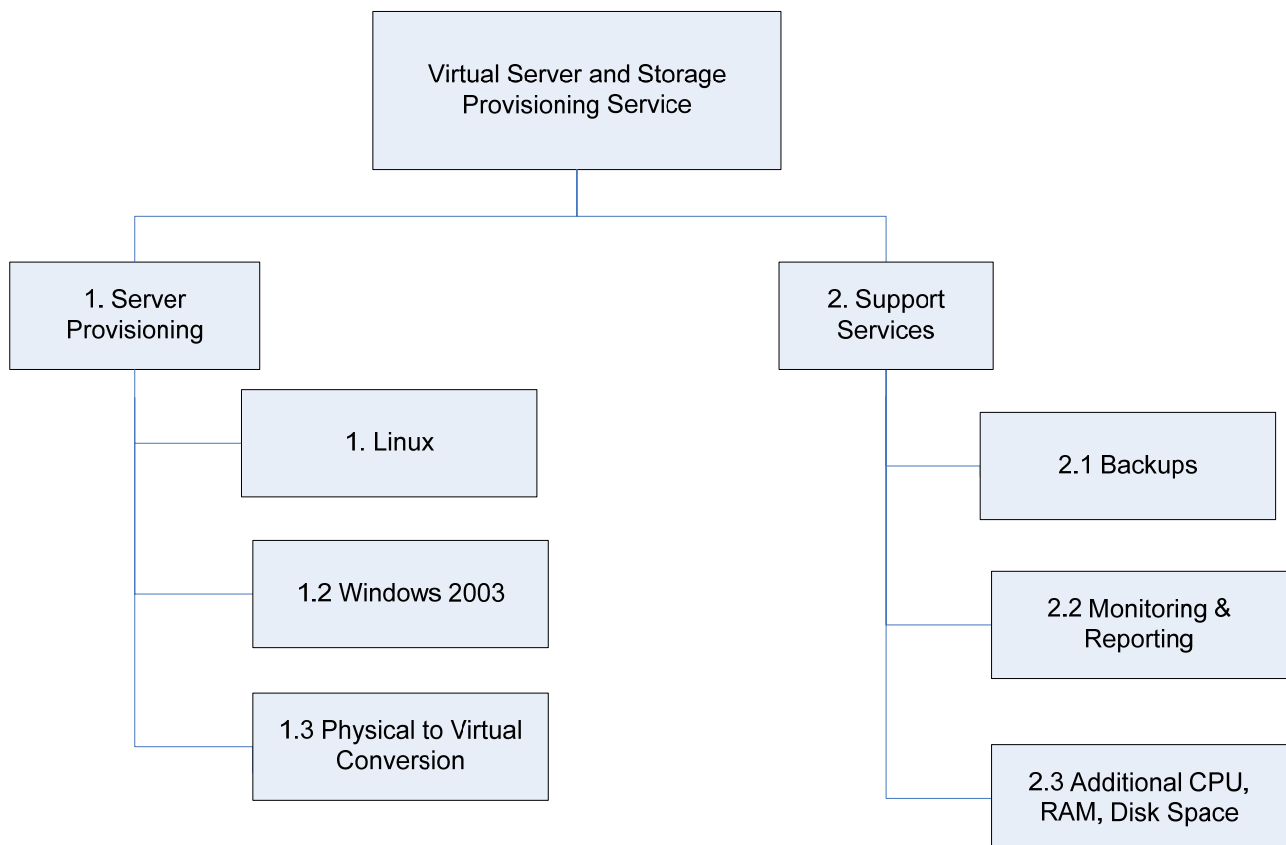 Virtual Server and Storage
Provisioning Service
1. Server
Provisioning
2. Support
Services
1. Linux
2.1 Backups
1.2 Windows 2003
2.2 Monitoring &
Reporting
1.3 Physical to Virtual
Conversion
2.3 Additional CPU,
RAM, Disk Space